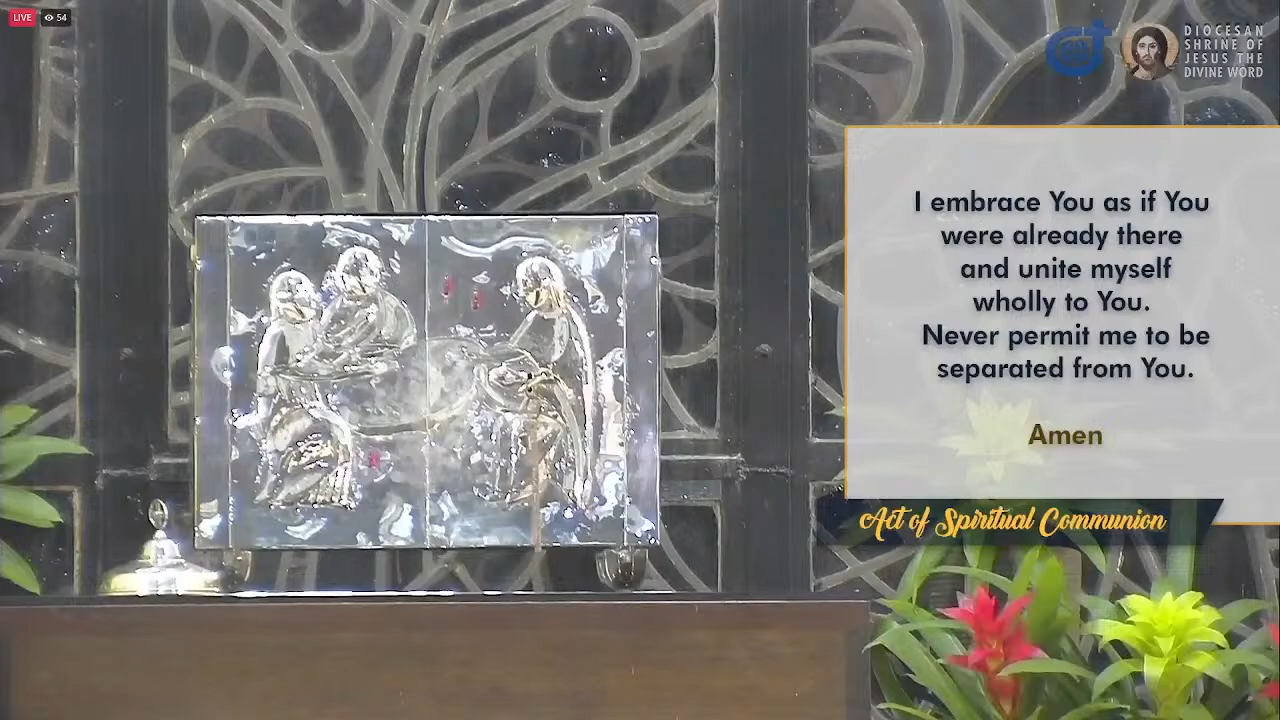 LIVE 54
DIOCESAN
SHRINE OF
JESUS THE
DIVINE WORD
I embrace You as if You
were already there
and unite myself
wholly to You.
Never permit me to be
separated from You.
Amen
Act of Spiritual Communion